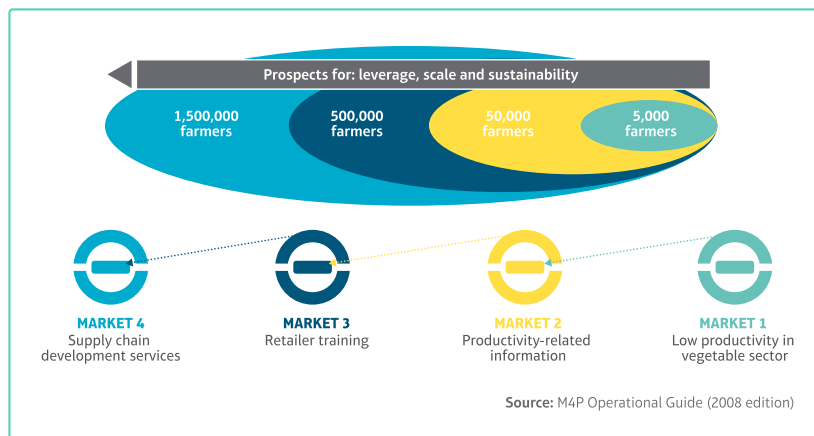 Prospects for: leverage, scale and sustainability
1,500,000
farmers
500,000
farmers
50,000
farmers
5,000
farmers
MARKET 4
Supply chain
development services
MARKET 3
Retailer training
MARKET 2
Productivity-related
information
MARKET 1
Low productivity in
vegetable sector
Source: M4P Operational Guide (2008 edition)